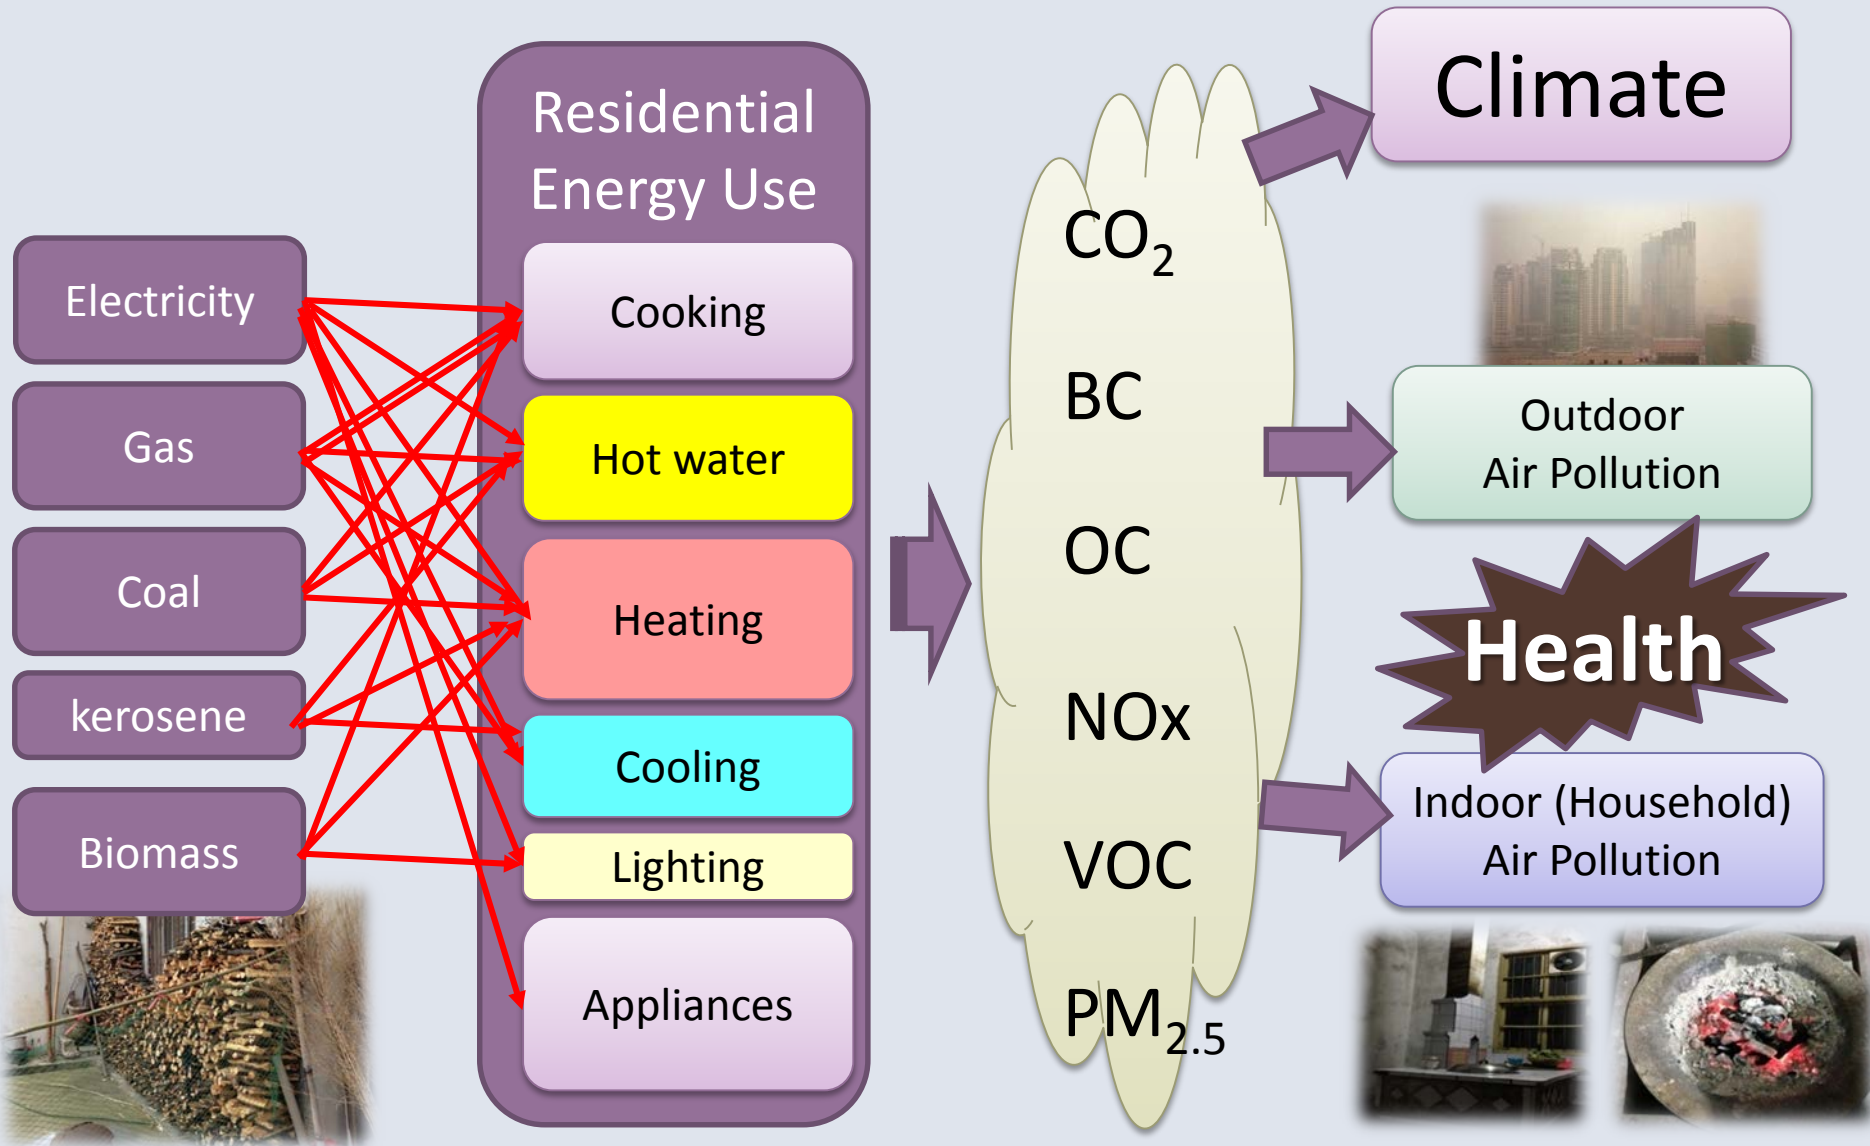 Electricity
Gas
Coal
kerosene
Biomass
Residential
Energy Use
Cooking
Hot water
Heating
Cooling
Lighting
Appliances
CO₂
BC
OC
NOx
VOC
PM₂.₅
Climate
Outdoor
Air Pollution
Health
Indoor (Household)
Air Pollution